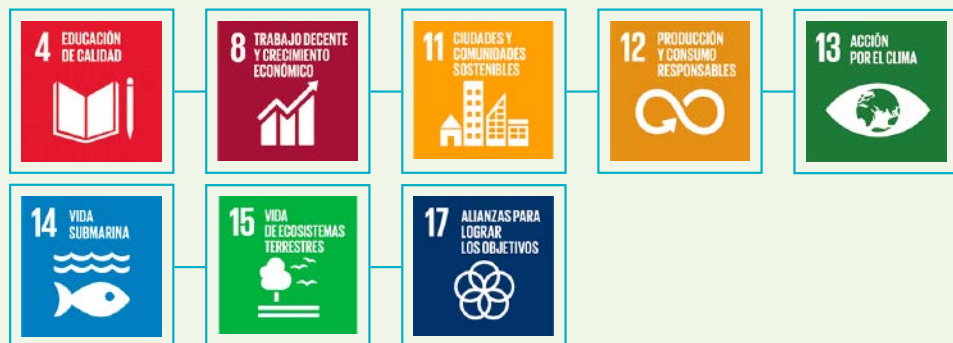 4 EDUCACIÓN
DE CALIDAD
8 TRABAJO DECENTE
Y CRECIMIENTO
ECONÓMICO
11 CIUDADES Y
COMUNIDADES
SOSTENIBLES
12 PRODUCCIÓN
Y CONSUMO
RESPONSABLES
13 ACCIÓN
POR EL CLIMA
14 VIDA
SUBMARINA
15 VIDA
DE ECOSISTEMAS
TERRESTRES
17 ALIANZAS PARA
LOGRAR
LOS OBJETIVOS